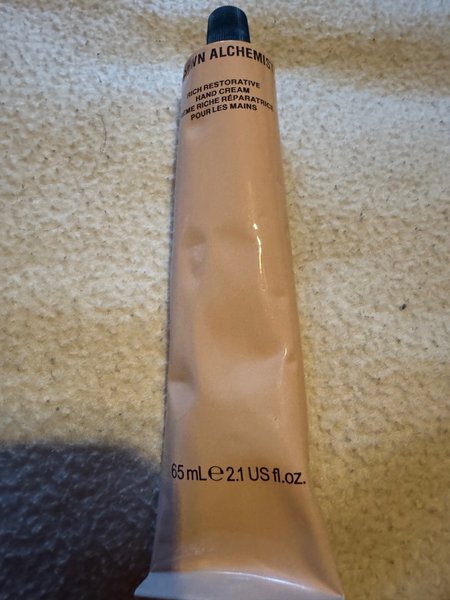 ALCHEMIST
RICH RESTORATIVE
HAND CREAM
RICHE RÉPARATRICE
POUR LES MAINS
65 mL℮2.1 US fl.oz.